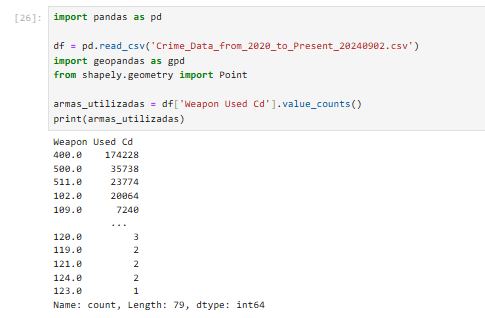 [26]: import pandas as pd
df = pd.read_csv('Crime_Data_from_2020_to_Present_20240902.csv')
import geopandas as gpd
from shapely.geometry import Point
armas_utilizadas = df['Weapon Used Cd'].value_counts()
print(armas_utilizadas)
Weapon Used Cd
400.0    174228
500.0     35738
511.0     23774
102.0     20064
109.0      7240
...
120.0         3
119.0         2
121.0         2
124.0         2
123.0         1
Name: count, Length: 79, dtype: int64